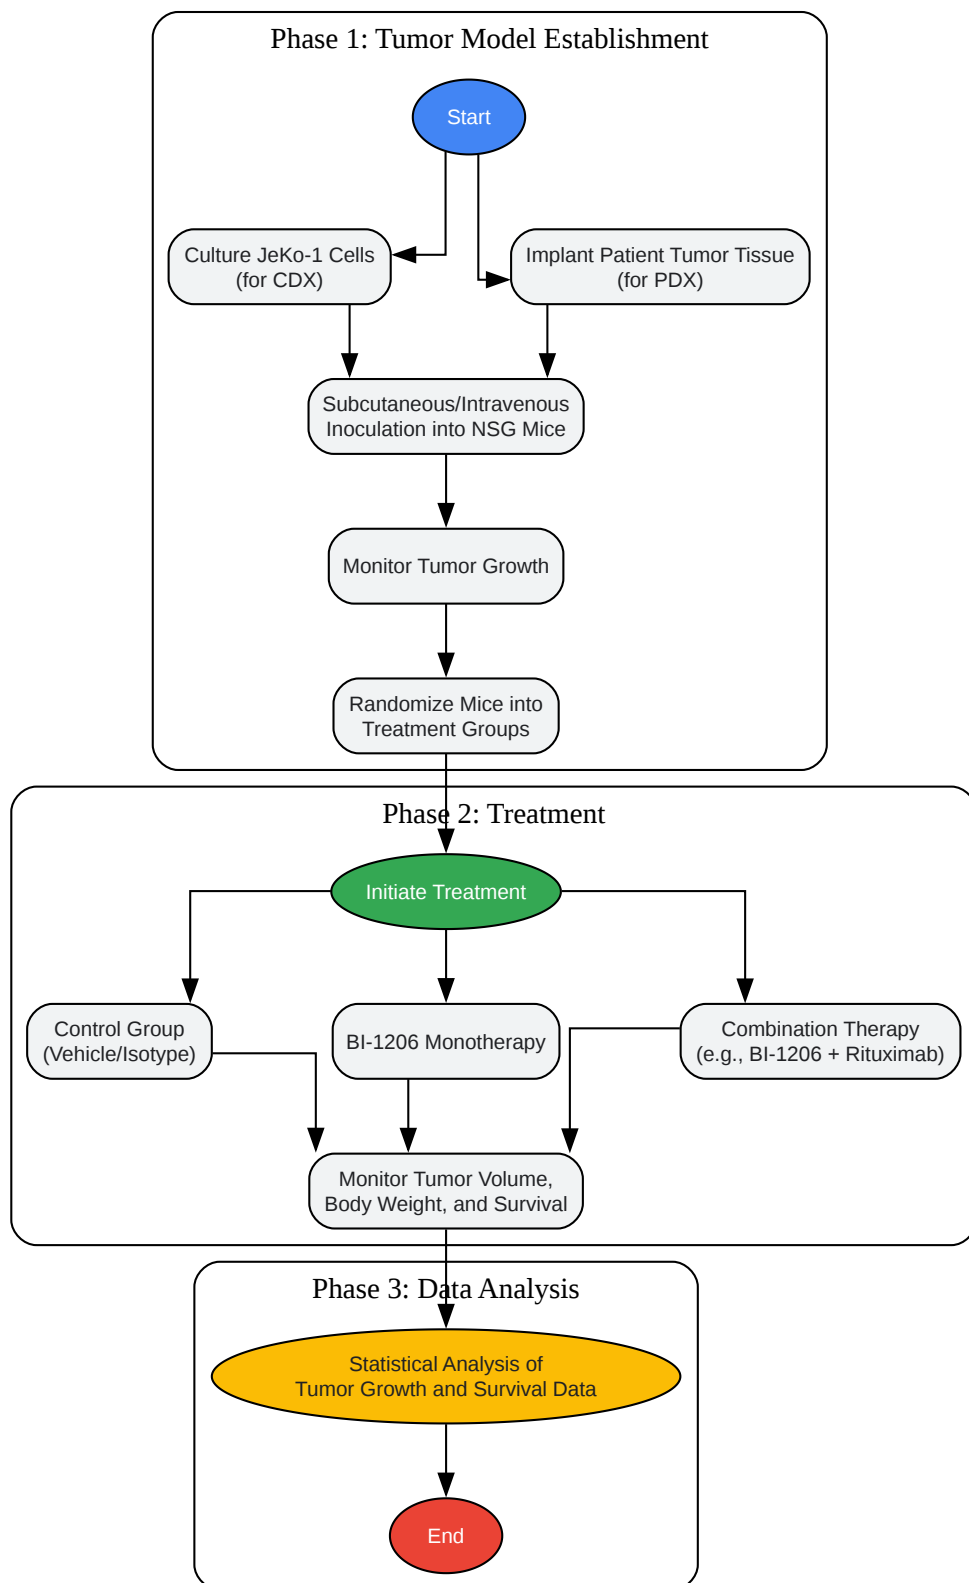 Phase 1: Tumor Model Establishment
Start
Culture JeKo-1 Cells
(for CDX)
Implant Patient Tumor Tissue
(for PDX)
Subcutaneous/Intravenous
Inoculation into NSG Mice
Monitor Tumor Growth
Randomize Mice into
Treatment Groups
Phase 2: Treatment
Initiate Treatment
Control Group
(Vehicle/Isotype)
BI-1206 Monotherapy
Combination Therapy
(e.g., BI-1206 + Rituximab)
Monitor Tumor Volume,
Body Weight, and Survival
Phase 3: Data Analysis
Statistical Analysis of
Tumor Growth and Survival Data
End